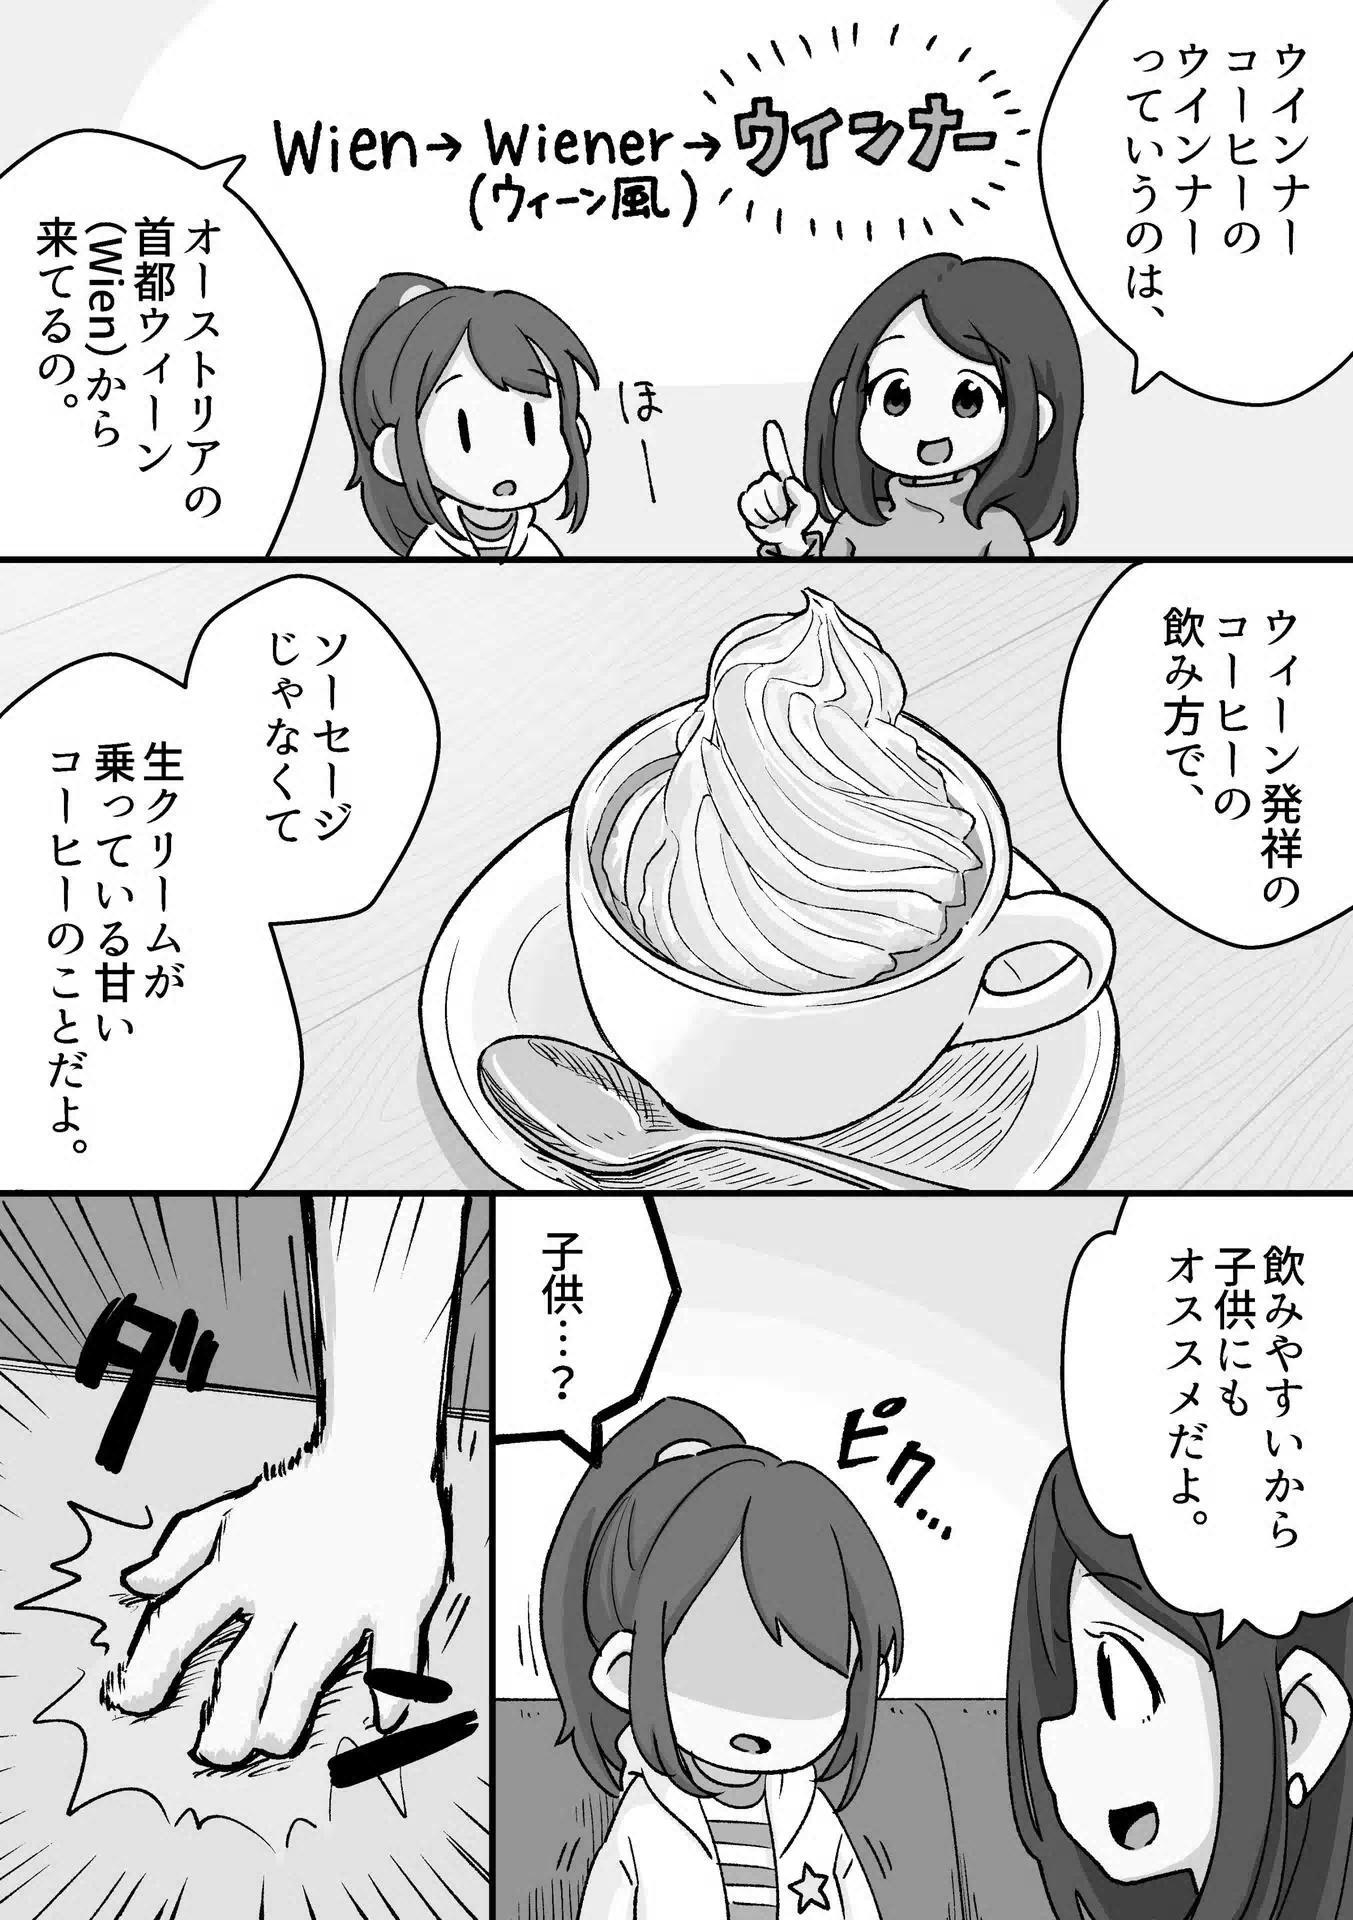 ウインナー
コーヒーの
ウインナー
っていうのは、
Wien→Wiener→ウインナー
(ウィーン風)
オーストリアの
首都ウィーン
(Wien)から
来てるの。
ほー
ウィーン発祥の
コーヒーの
飲み方で、
ソーセージ
じゃなくて
生クリームが
乗っている甘い
コーヒーのことだよ。
飲みやすいから
子供にも
オススメだよ。
ピク…
子供…？
ダンッ